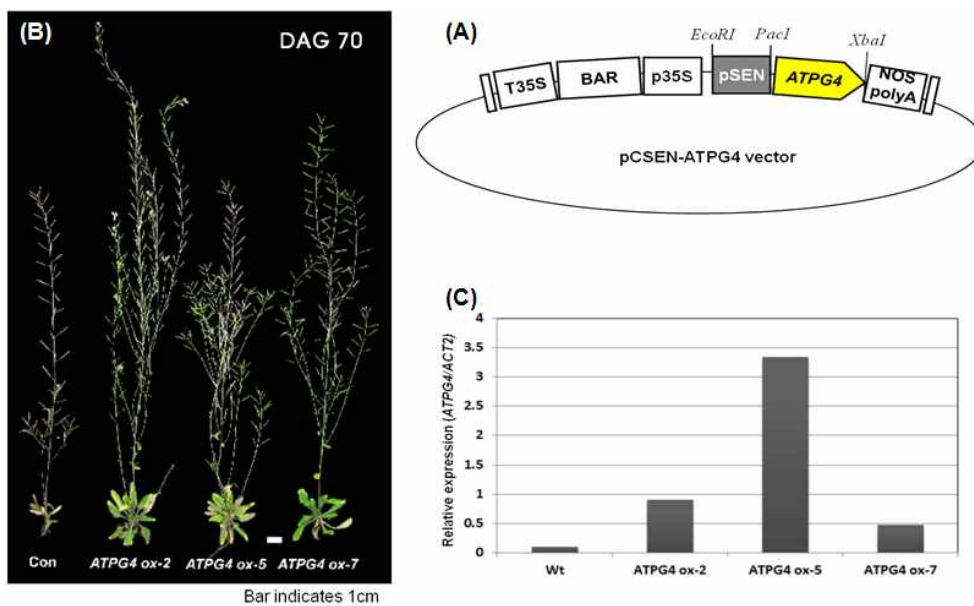 (B)
DAG 70
Con
ATPG4 ox-2
ATPG4 ox-5
ATPG4 ox-7
Bar indicates 1cm
(A)
EcoRI
PacI
XbaI
T35S
BAR
p35S
pSEN
ATPG4
NOS
polyA
pCSEN-ATPG4 vector
(C)
Relative expression (ATPG4/ACT2)
4
3.5
3
2.5
2
1.5
1
0.5
0
Wt
ATPG4 ox-2
ATPG4 ox-5
ATPG4 ox-7